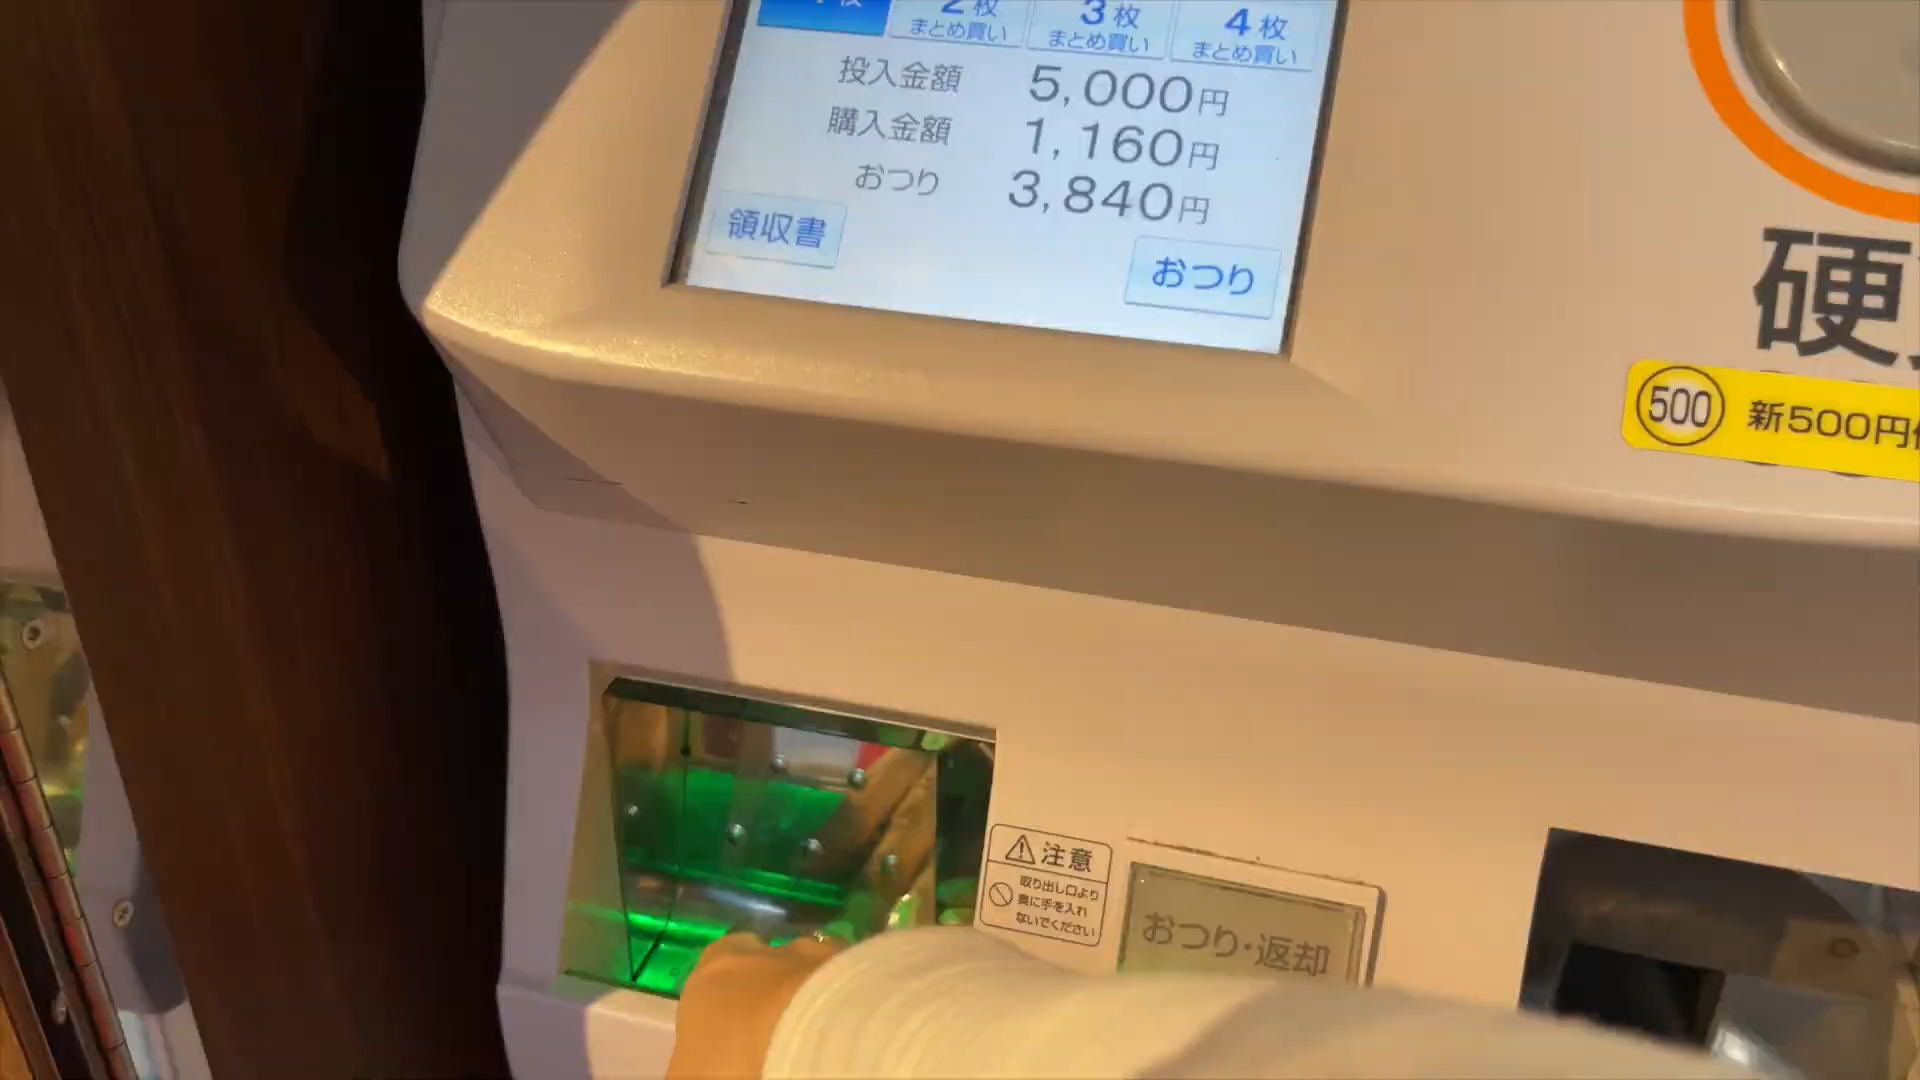 2枚 3枚 4枚
まとめ買い まとめ買い まとめ買い
投入金額 5,000円
購入金額 1,160円
おつり 3,840円
領収書 おつり
硬
500 新500円
注意
取り出し口より
奥に手を入れ
ないでください
おつり・返却